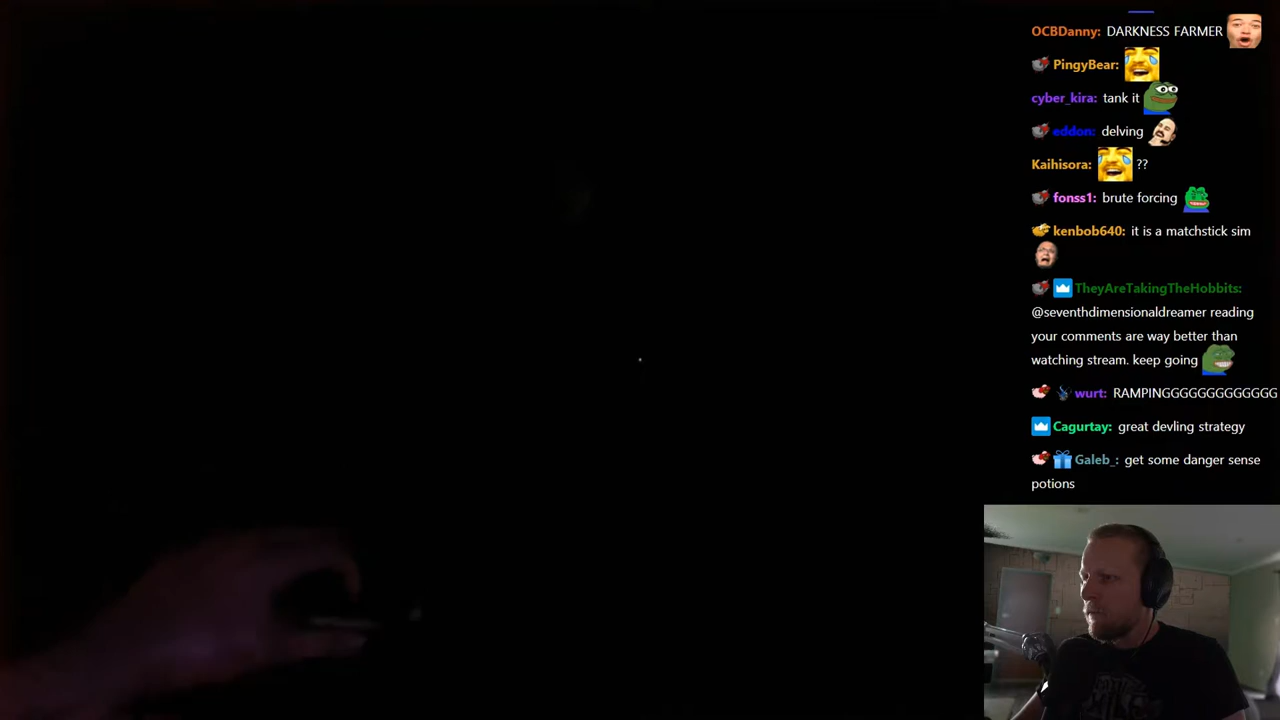 OCBDanny: DARKNESS FARMER
PingyBear:
cyber_kira: tank it
eddon: delving
Kaihisora: ??
fonss1: brute forcing
kenbob640: it is a matchstick sim
TheyAreTakingTheHobbits:
@seventhdimensionaldreamer reading
your comments are way better than
watching stream. keep going
wurt: RAMPINGGGGGGGGGGGGG
Cagurtay: great devling strategy
Galeb_: get some danger sense
potions